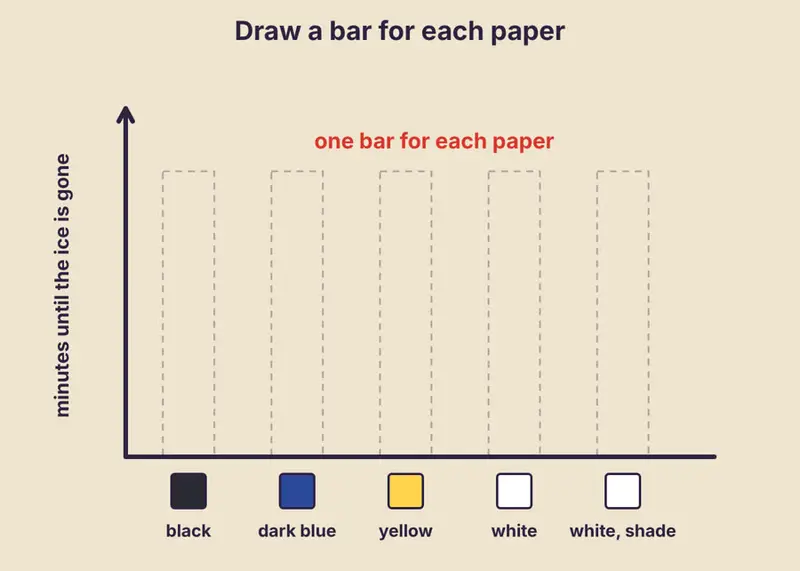 Draw a bar for each paper
one bar for each paper
minutes until the ice is gone
black
dark blue
yellow
white
white, shade